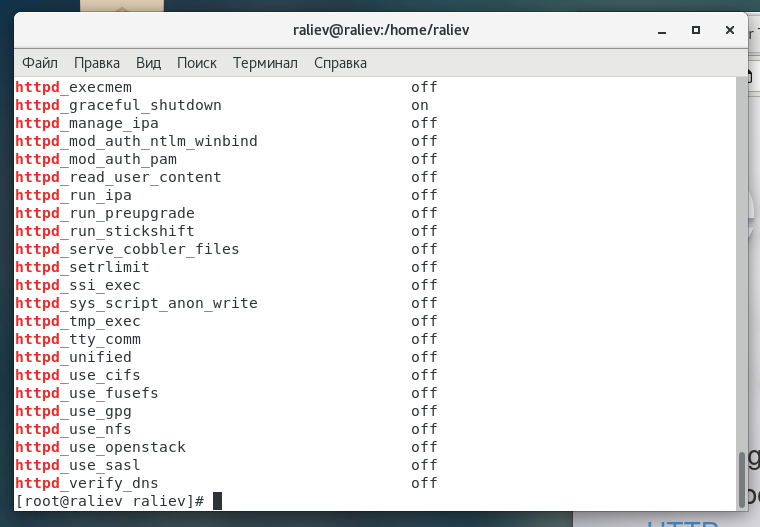 raliev@raliev:/home/raliev
Файл Правка Вид Поиск Терминал Справка
httpd_execmem off
httpd_graceful_shutdown on
httpd_manage_ipa off
httpd_mod_auth_ntlm_winbind off
httpd_mod_auth_pam off
httpd_read_user_content off
httpd_run_ipa off
httpd_run_preupgrade off
httpd_run_stickshift off
httpd_serve_cobbler_files off
httpd_setrlimit off
httpd_ssi_exec off
httpd_sys_script_anon_write off
httpd_tmp_exec off
httpd_tty_comm off
httpd_unified off
httpd_use_cifs off
httpd_use_fusefs off
httpd_use_gpg off
httpd_use_nfs off
httpd_use_openstack off
httpd_use_sasl off
httpd_verify_dns off
[root@raliev raliev]#